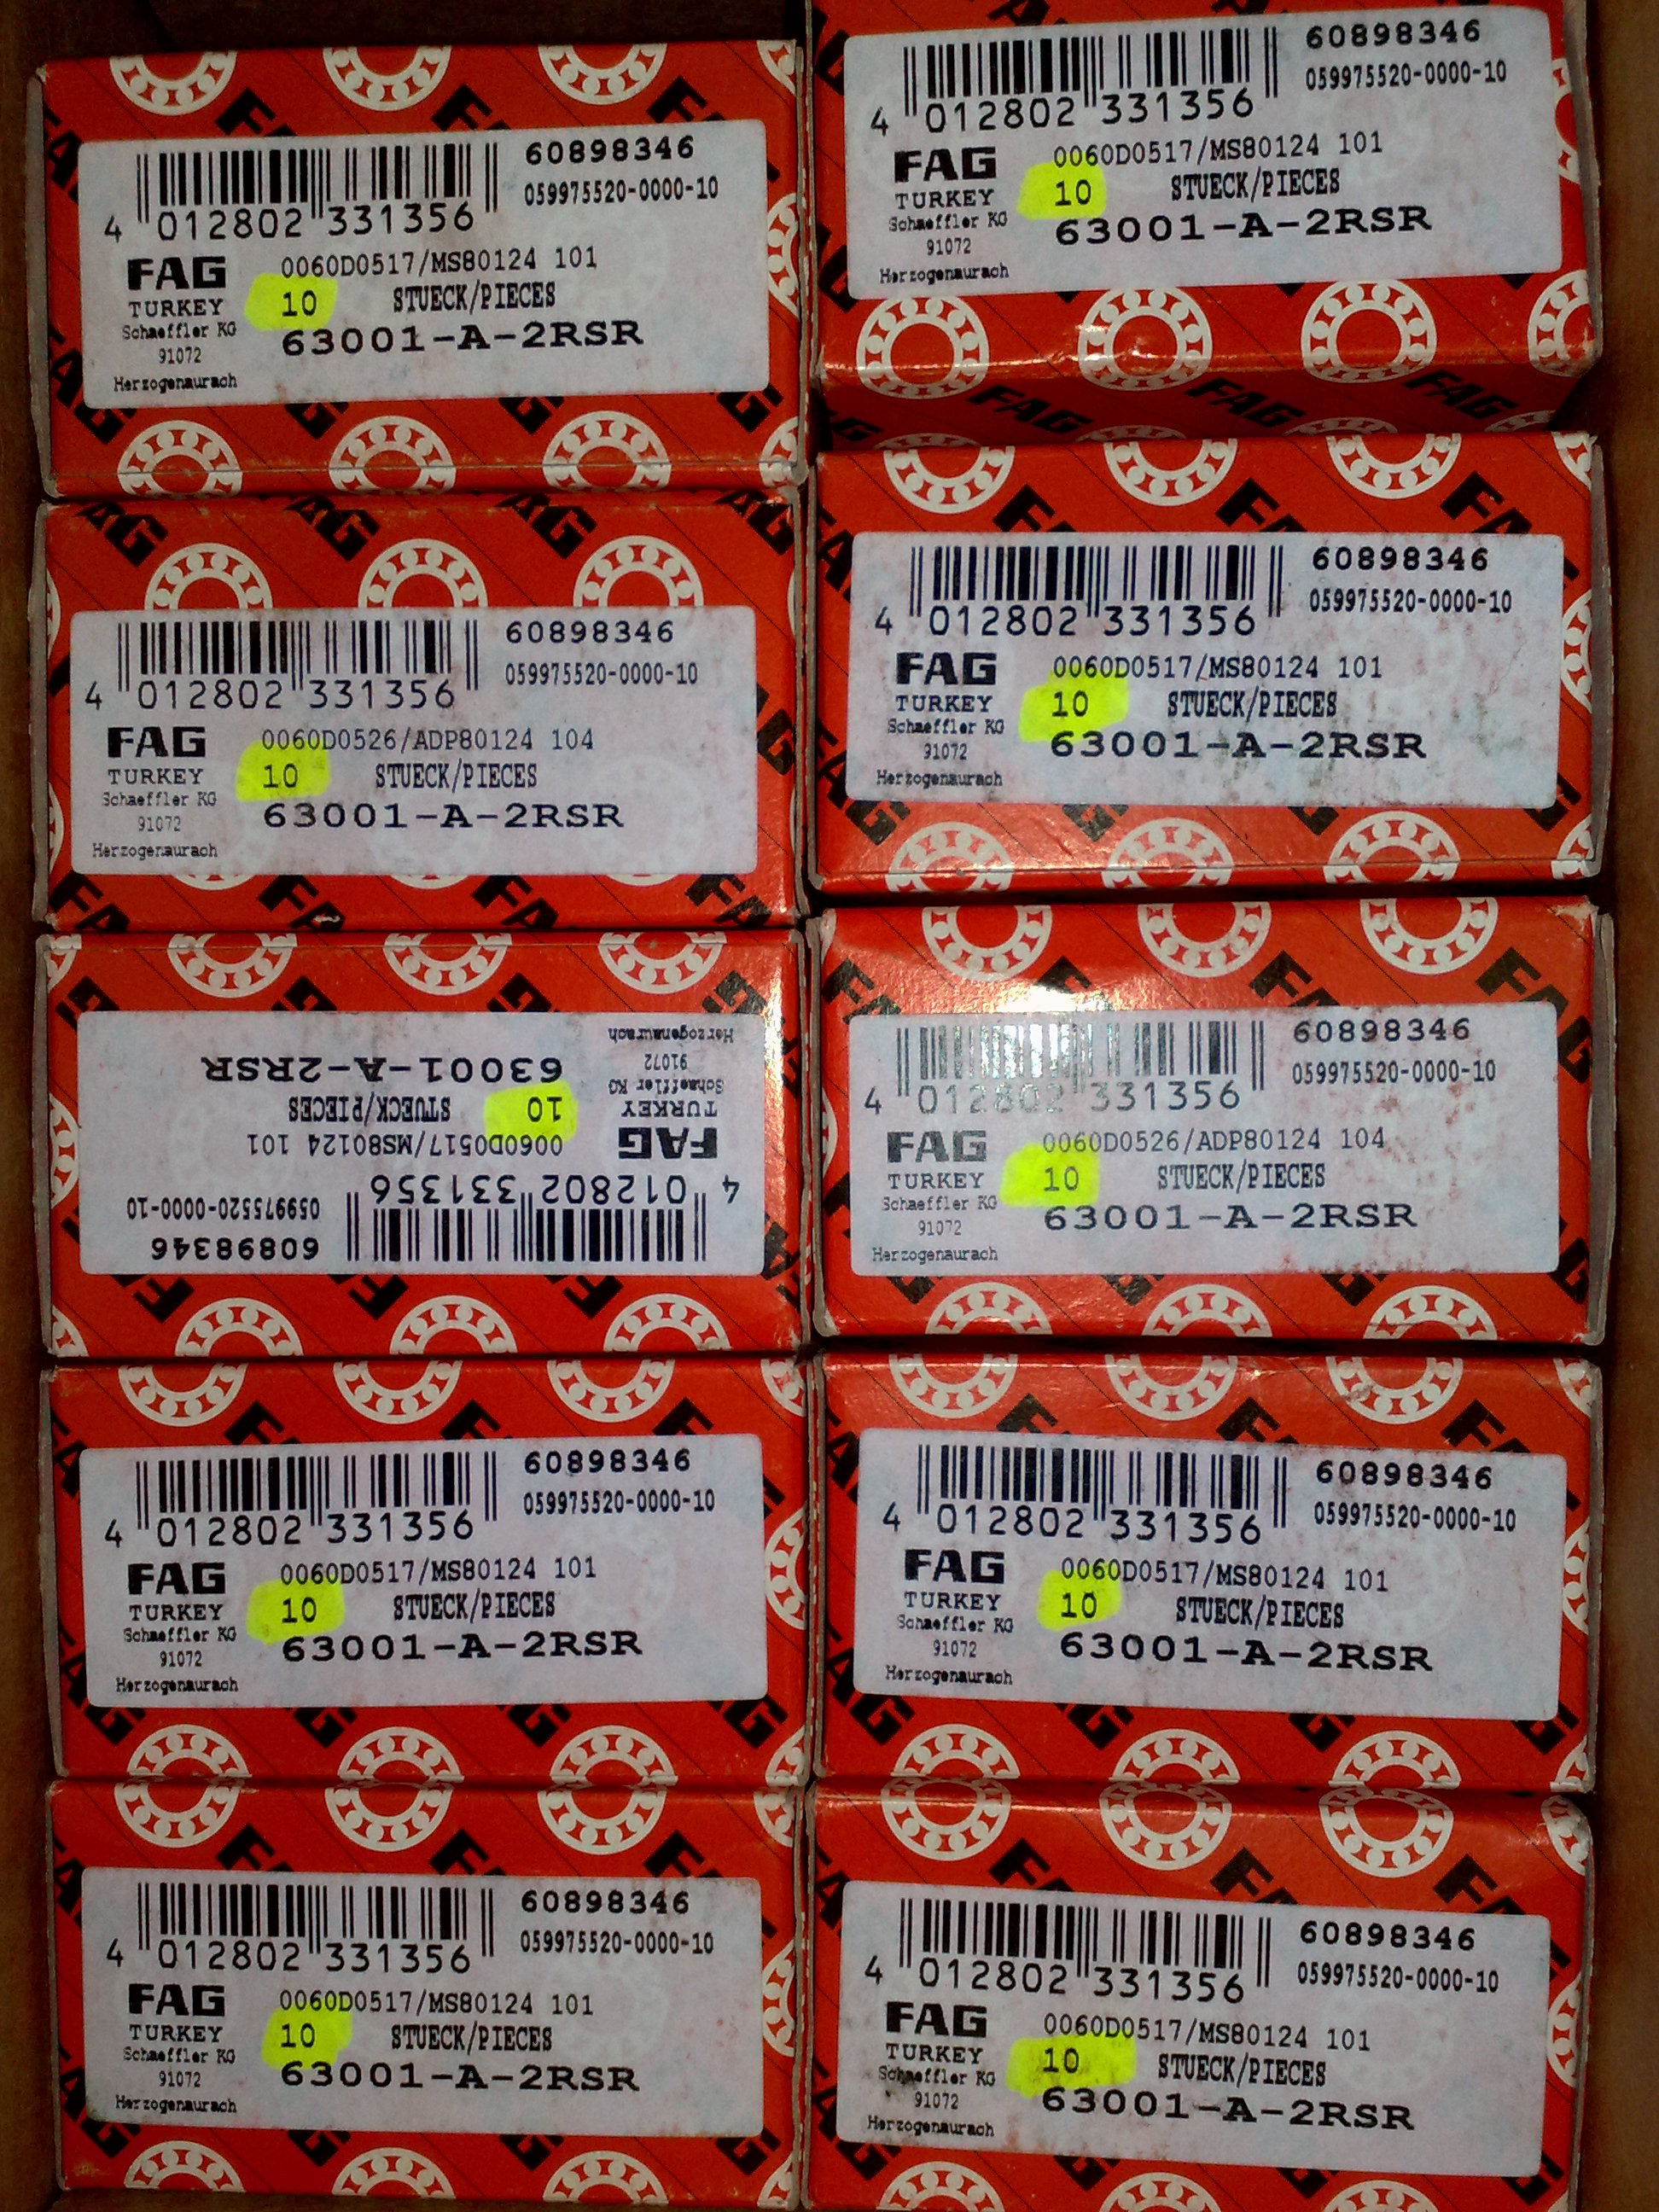 60898346
059975520-0000-10
4 012802 331356
FAG
0060D0517/MS80124 101
TURKEY
10 STUECK/PIECES
Schaeffler KG
63001-A-2RSR
91072
Herzogenaurach
60898346
059975520-0000-10
4 012802 331356
FAG
0060D0526/ADP80124 104
TURKEY
10 STUECK/PIECES
Schaeffler KG
63001-A-2RSR
91072
Herzogenaurach
60898346
059975520-0000-10
4 012802 331356
FAG
0060D0517/MS80124 101
TURKEY
10 STUECK/PIECES
Schaeffler KG
63001-A-2RSR
91072
Herzogenaurach
60898346
059975520-0000-10
4 012802 331356
FAG
0060D0517/MS80124 101
TURKEY
10 STUECK/PIECES
Schaeffler KG
63001-A-2RSR
91072
Herzogenaurach
60898346
059975520-0000-10
4 012802 331356
FAG
0060D0517/MS80124 101
TURKEY
10 STUECK/PIECES
Schaeffler KG
63001-A-2RSR
91072
Herzogenaurach
60898346
059975520-0000-10
4 012802 331356
FAG
0060D0517/MS80124 101
TURKEY
10 STUECK/PIECES
Schaeffler KG
63001-A-2RSR
91072
Herzogenaurach
FAG
FAG
FAG
60898346
059975520-0000-10
4 012802 331356
FAG
0060D0517/MS80124 101
TURKEY
10 STUECK/PIECES
Schaeffler KG
63001-A-2RSR
91072
Herzogenaurach
60898346
059975520-0000-10
4 012802 331356
FAG
0060D0526/ADP80124 104
TURKEY
10 STUECK/PIECES
Schaeffler KG
63001-A-2RSR
91072
Herzogenaurach
60898346
059975520-0000-10
4 012802 331356
FAG
0060D0517/MS80124 101
TURKEY
10 STUECK/PIECES
Schaeffler KG
63001-A-2RSR
91072
Herzogenaurach
60898346
059975520-0000-10
4 012802 331356
FAG
0060D0517/MS80124 101
TURKEY
10 STUECK/PIECES
Schaeffler KG
63001-A-2RSR
91072
Herzogenaurach